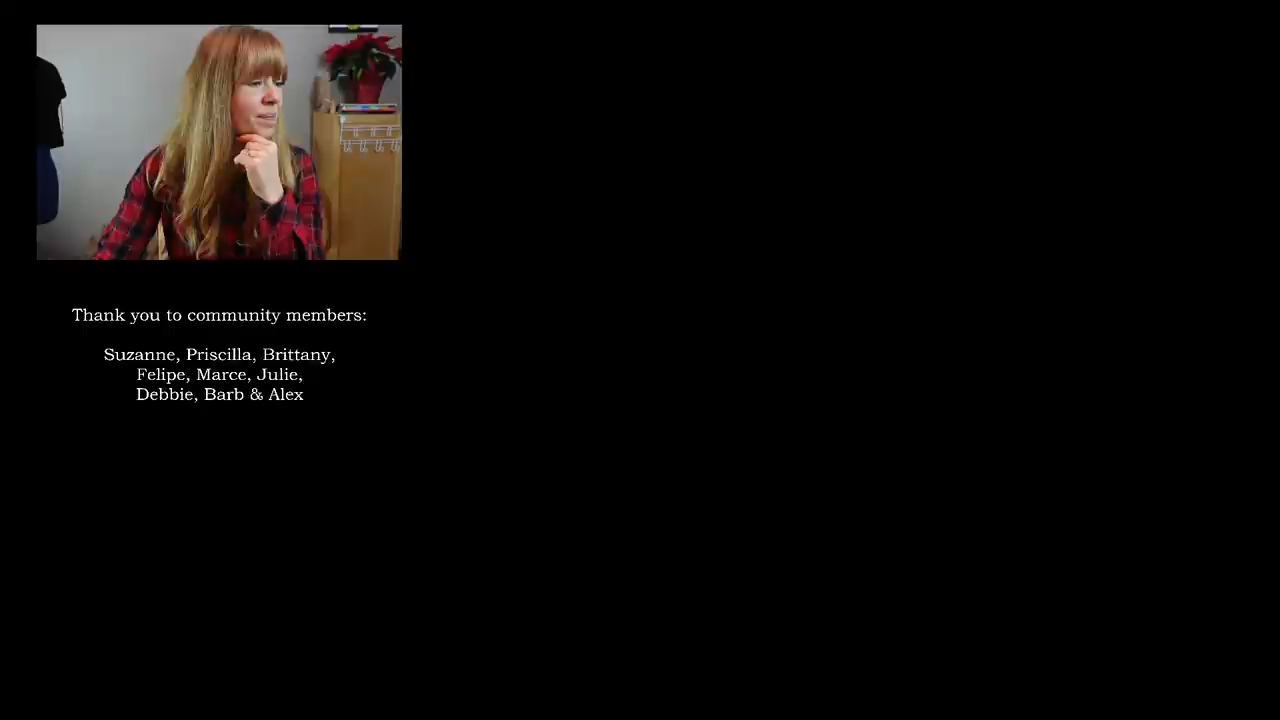 Thank you to community members:
Suzanne, Priscilla, Brittany,
Felipe, Marce, Julie,
Debbie, Barb & Alex